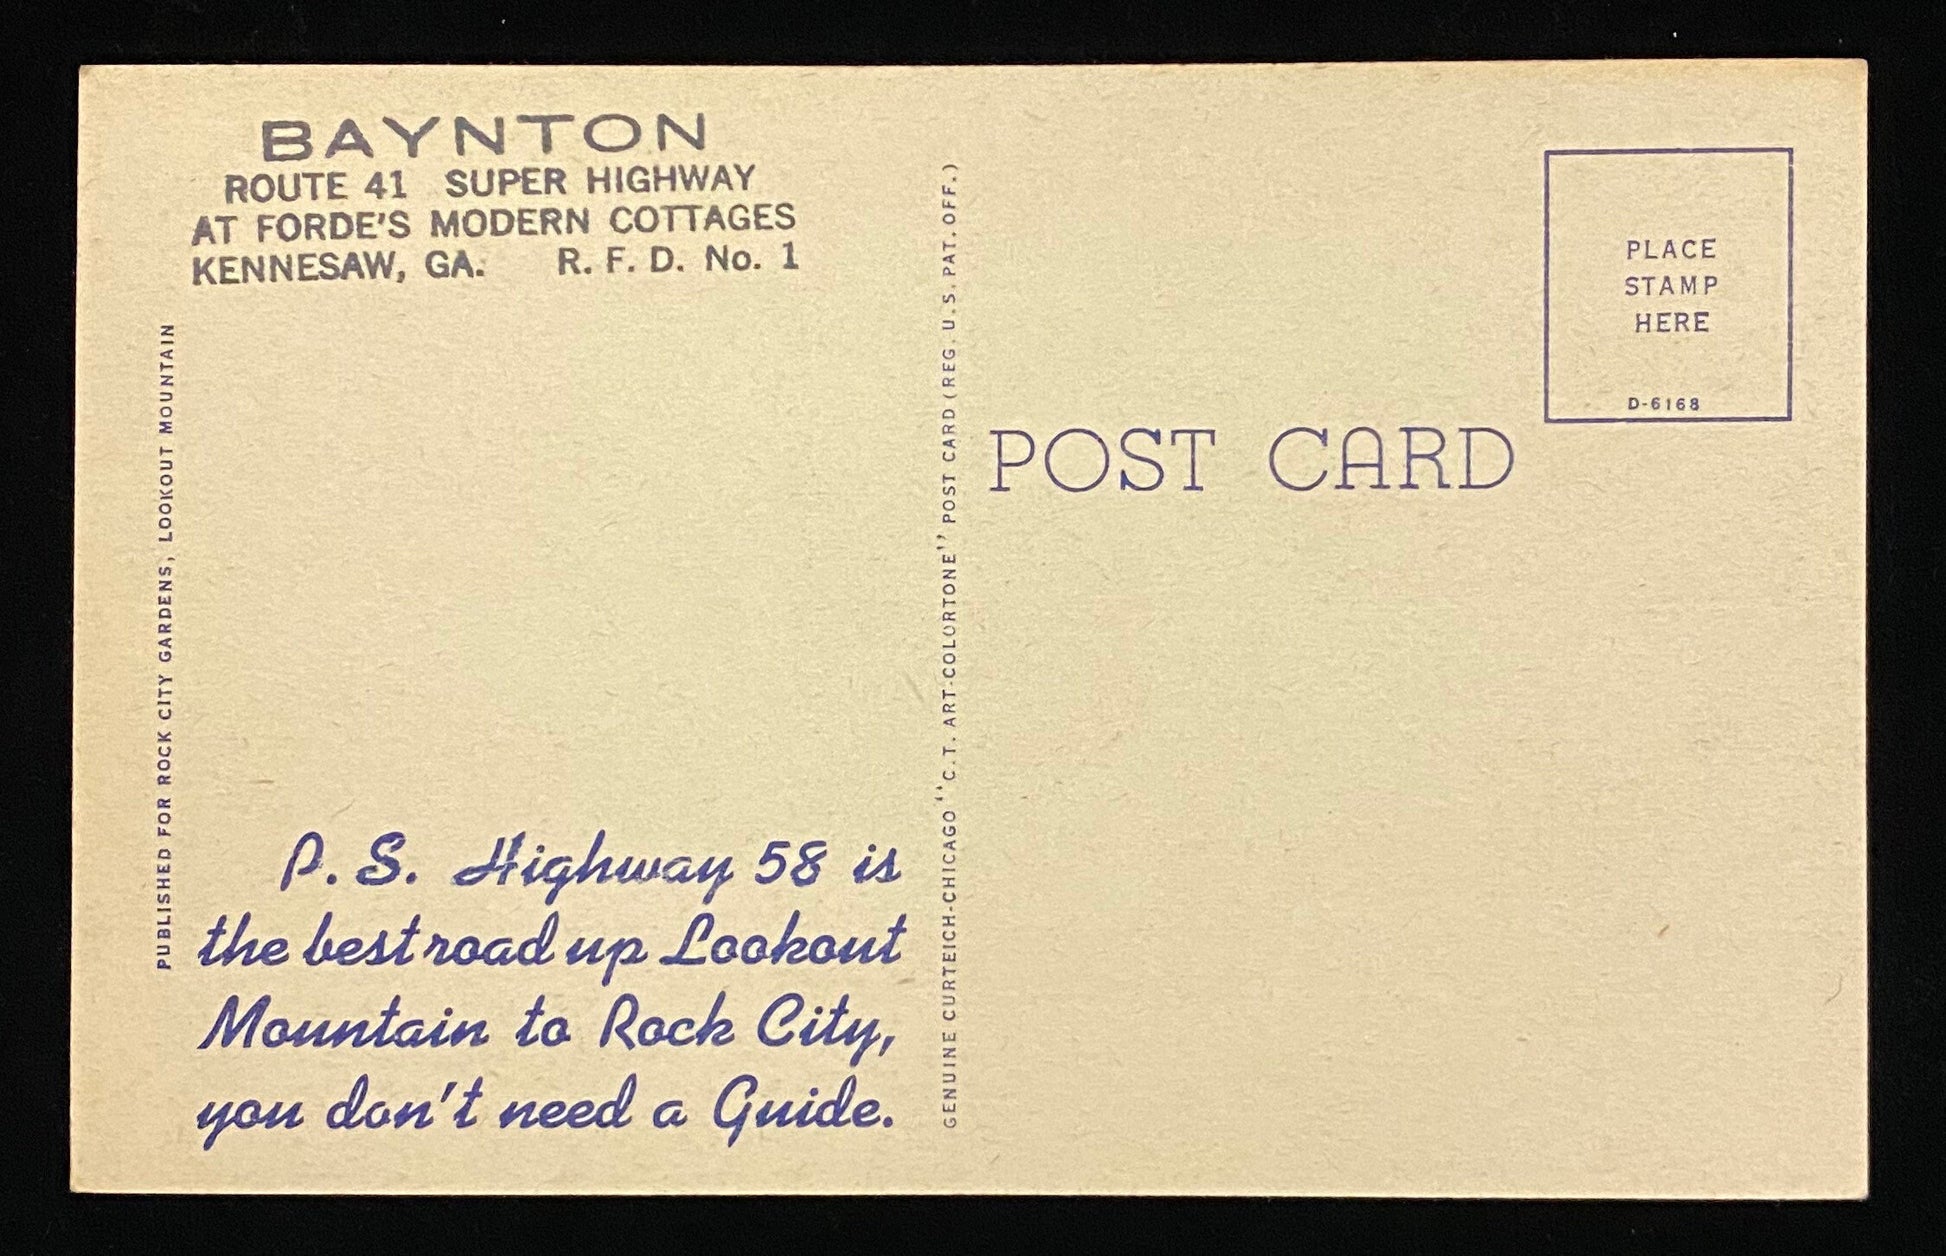 BAYNTON
ROUTE 41 SUPER HIGHWAY
AT FORDE'S MODERN COTTAGES
KENNESAW, GA. R. F. D. No. 1
PUBLISHED FOR ROCK CITY GARDENS, LOOKOUT MOUNTAIN
P. S. Highway 58 is
the best road up Lookout
Mountain to Rock City,
you don't need a Guide.
GENUINE CURTEICH-CHICAGO "C. T. ART-COLORTONE" POST CARD (REG. U. S. PAT. OFF.)
POST CARD
PLACE
STAMP
HERE
D-6168